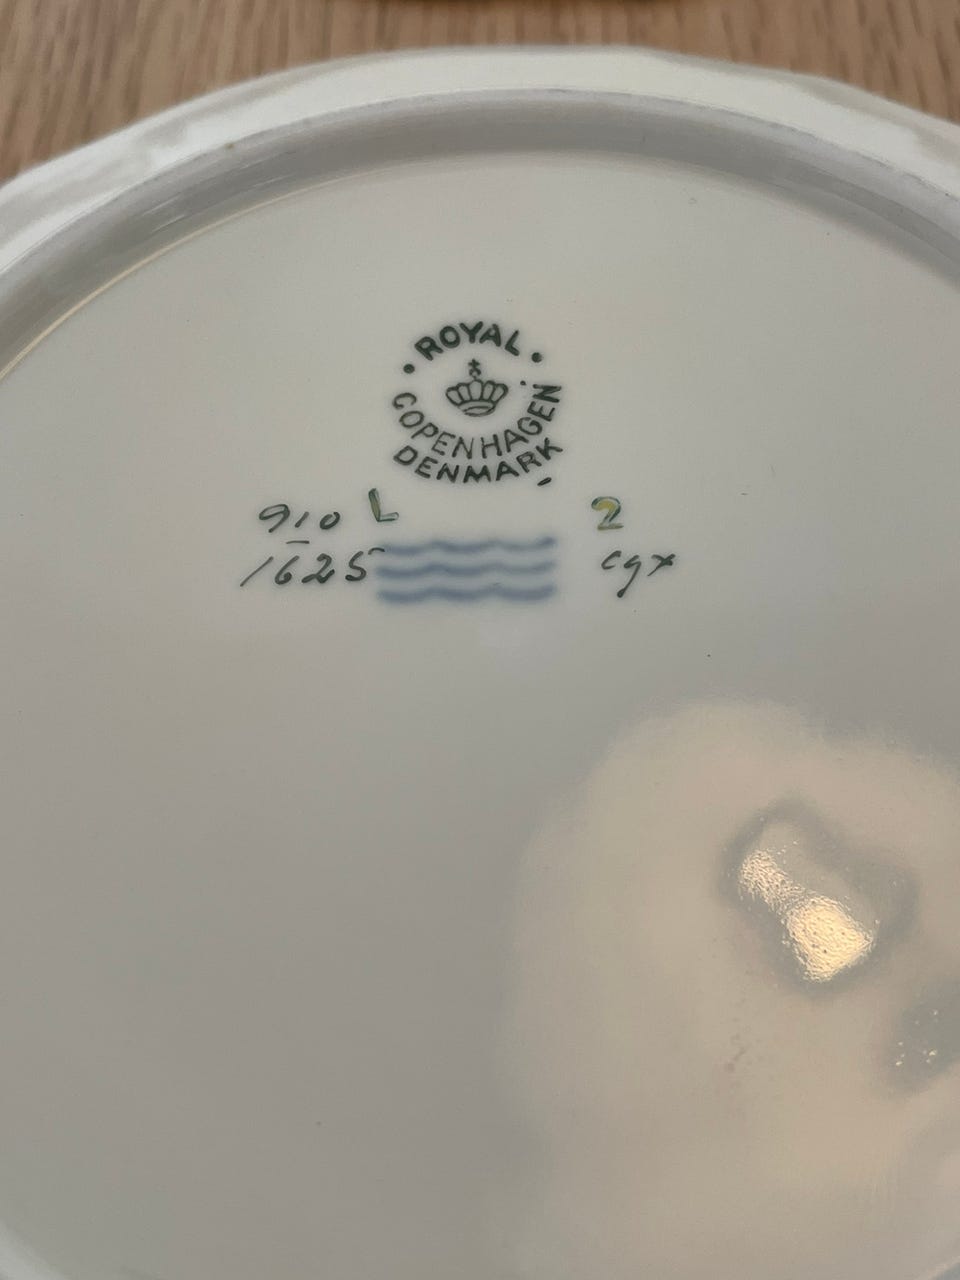 ROYAL
COPENHAGEN
DENMARK
910 L 2
1625 cgx